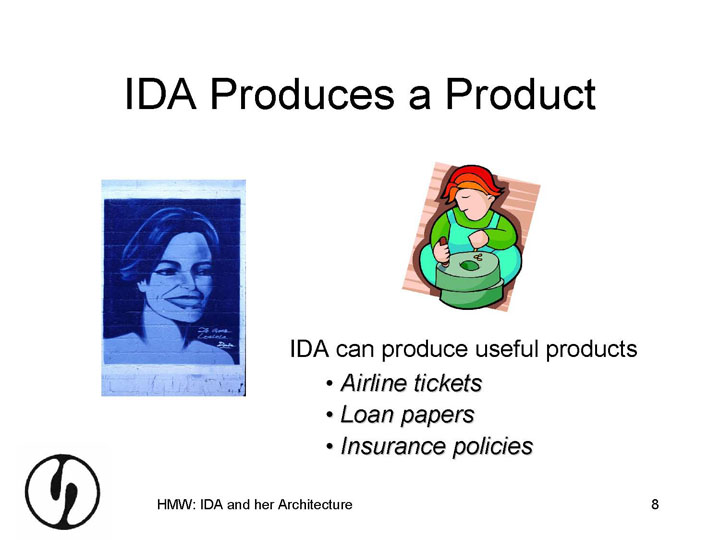 IDA Produces a Product
IDA can produce useful products
• Airline tickets
• Loan papers
• Insurance policies
HMW: IDA and her Architecture
8